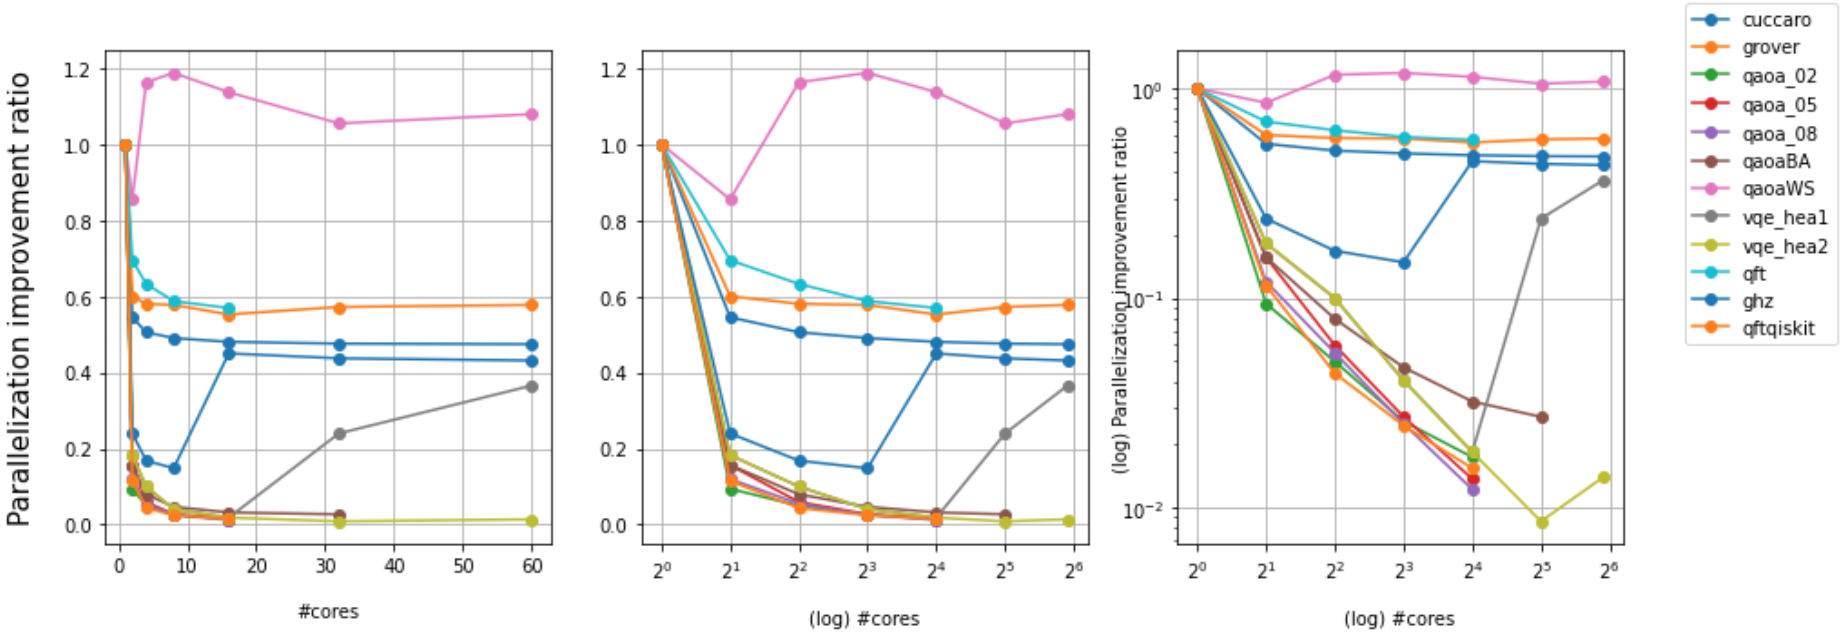 Parallelization improvement ratio
1.2
1.0
0.8
0.6
0.4
0.2
0.0
0 10 20 30 40 50 60
#cores
1.2
1.0
0.8
0.6
0.4
0.2
0.0
2⁰ 2¹ 2² 2³ 2⁴ 2⁵ 2⁶
(log) #cores
(log) Parallelization improvement ratio
10⁰
10⁻¹
10⁻²
2⁰ 2¹ 2² 2³ 2⁴ 2⁵ 2⁶
(log) #cores
cuccaro
grover
qaoa_02
qaoa_05
qaoa_08
qaoaBA
qaoaWS
vqe_hea1
vqe_hea2
qft
ghz
qftqiskit